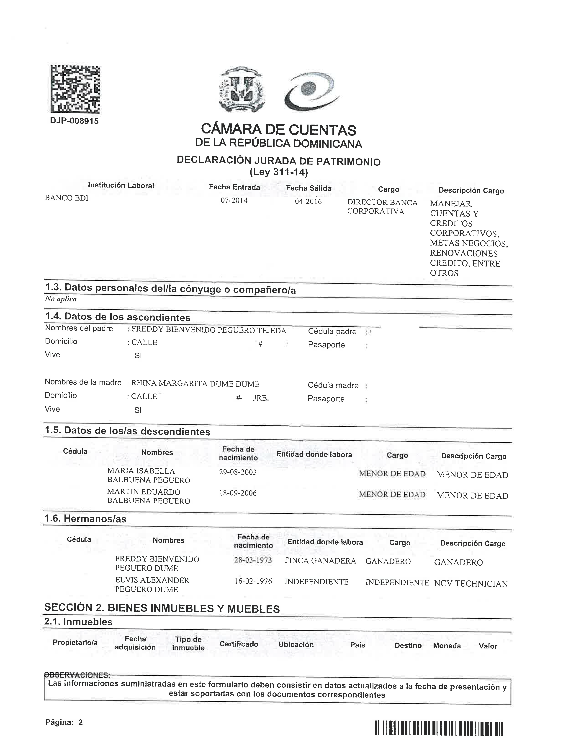 DJP-008915
CÁMARA DE CUENTAS
DE LA REPÚBLICA DOMINICANA
DECLARACIÓN JURADA DE PATRIMONIO
(Ley 311-14)
Institución Laboral Fecha Entrada Fecha Salida Cargo Descripción Cargo
BANCO BDI 07-2014 04-2016 DIRECTOR BANCA CORPORATIVA MANEJAR
CUENTAS Y
CREDITOS
CORPORATIVOS,
METAS NEGOCIOS,
RENOVACIONES
CREDITO, ENTRE
OTROS
1.3. Datos personales del/la cónyuge o compañero/a
No aplica
1.4. Datos de los ascendientes
Nombres del padre : FREDDY BIENVENIDO PEGUERO TEJEDA Cédula padre :
Domicilio : CALLE # : Pasaporte :
Vive SI
Nombres de la madre : REINA MARGARITA DUME DUME Cédula madre :
Domicilio : CALLE # URB. Pasaporte :
Vive SI
1.5. Datos de los/as descendientes
Cédula Nombres Fecha de nacimiento Entidad donde labora Cargo Descripción Cargo
MARIA ISABELLA BALBUENA PEGUERO MENOR DE EDAD MENOR DE EDAD
MARTIN EDUARDO BALBUENA PEGUERO 18-09-2006 MENOR DE EDAD MENOR DE EDAD
1.6. Hermanos/as
Cédula Nombres Fecha de nacimiento Entidad donde labora Cargo Descripción Cargo
FREDDY BIENVENIDO PEGUERO DUME 28-03-1973 FINCA GANADERA GANADERO GANADERO
ELVIS ALEXANDER PEGUERO DUME INDEPENDIENTE INDEPENDIENTE TECHNICIAN
SECCIÓN 2. BIENES INMUEBLES Y MUEBLES
2.1. Inmuebles
Propietario/a Fecha adquisición Tipo de inmueble Certificado Ubicación País Destino Moneda Valor
OBSERVACIONES:
Las informaciones suministradas en este formulario deben consistir en datos actualizados a la fecha de presentación y
estar soportadas con los documentos correspondientes
Página: 2